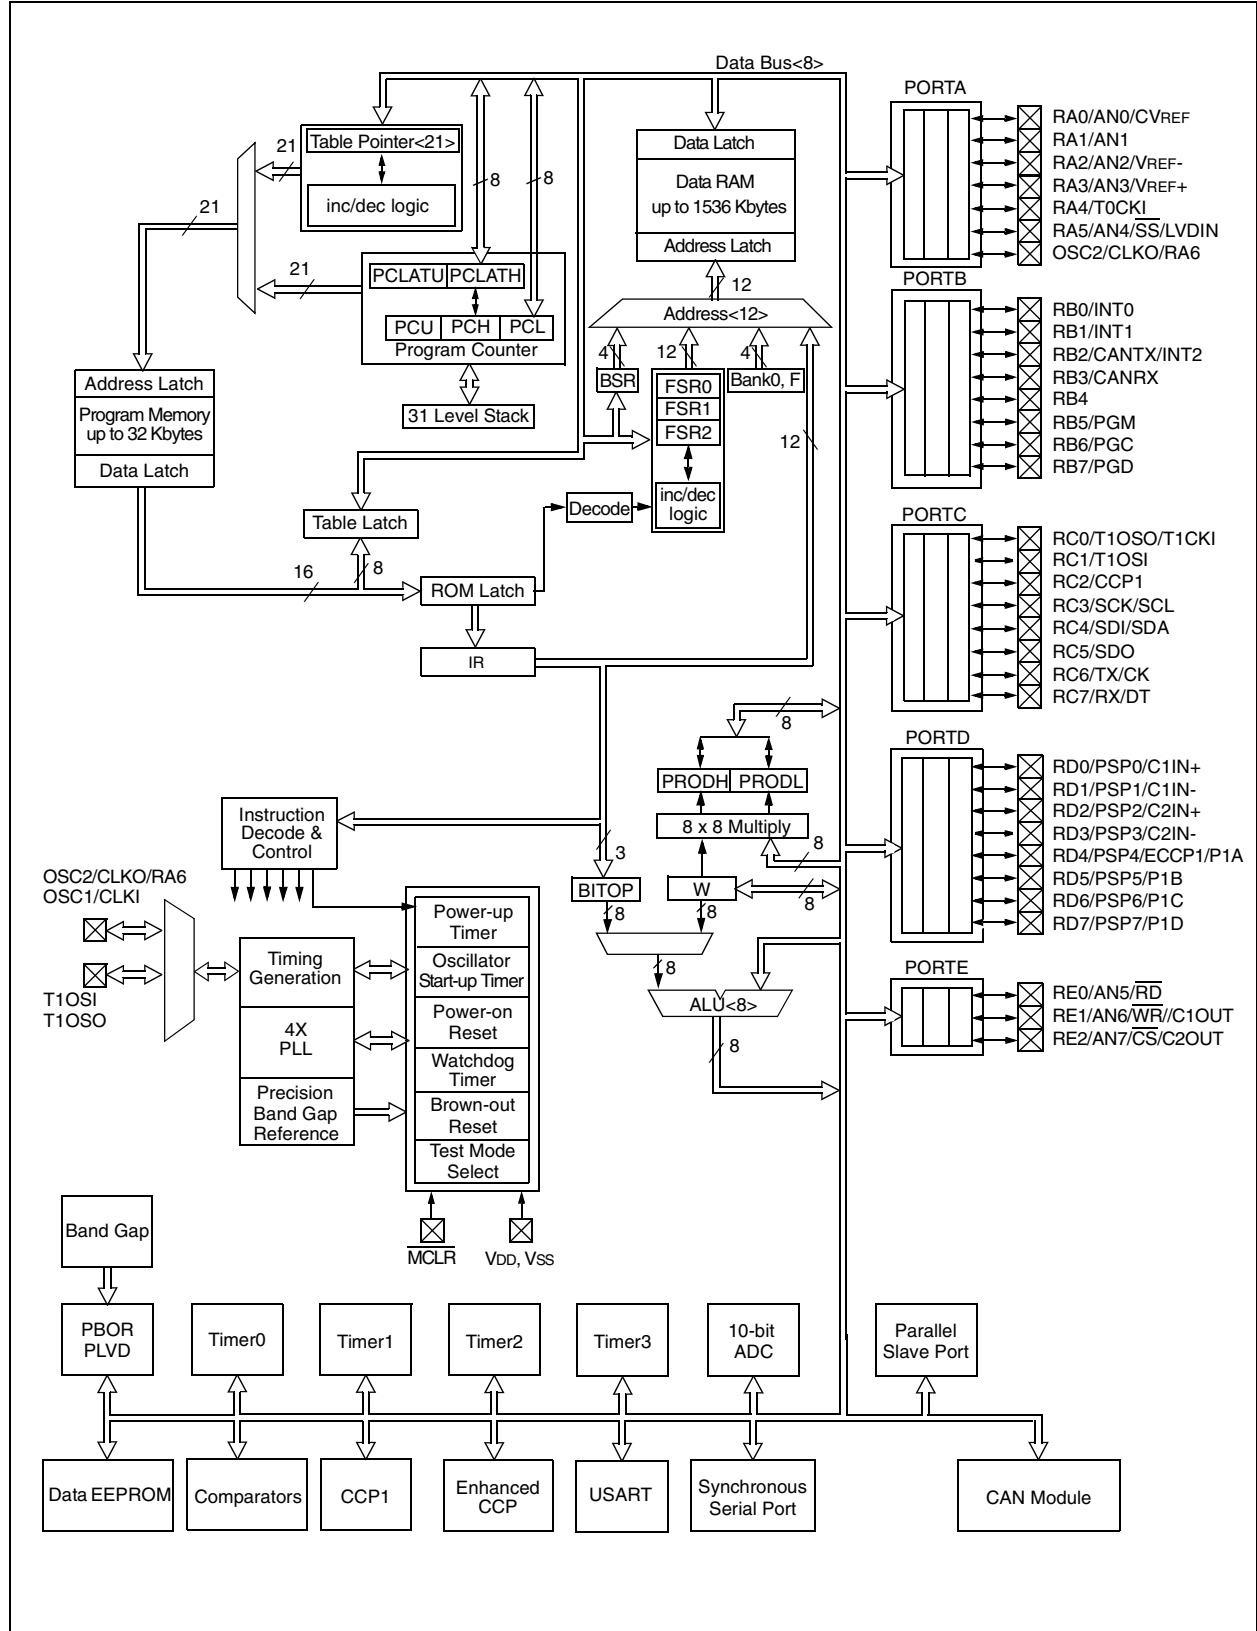 Data Bus<8>
Table Pointer<21>
inc/dec logic
21
21
21
8
8
PCLATU
PCLATH
PCU
PCH
PCL
Program Counter
31 Level Stack
Address Latch
Program Memory
up to 32 Kbytes
Data Latch
Data Latch
Data RAM
up to 1536 Kbytes
Address Latch
12
Address<12>
4
12
4
BSR
FSR0
FSR1
FSR2
inc/dec
logic
Bank0, F
12
Decode
Table Latch
16
8
ROM Latch
IR
8
PRODH
PRODL
8 x 8 Multiply
8
3
BITOP
W
8
8
8
8
ALU<8>
8
Instruction
Decode &
Control
OSC2/CLKO/RA6
OSC1/CLKI
T1OSI
T1OSO
Timing
Generation
4X
PLL
Precision
Band Gap
Reference
Power-up
Timer
Oscillator
Start-up Timer
Power-on
Reset
Watchdog
Timer
Brown-out
Reset
Test Mode
Select
MCLR
VDD, VSS
PORTA
RA0/AN0/CVREF
RA1/AN1
RA2/AN2/VREF-
RA3/AN3/VREF+
RA4/T0CKI
RA5/AN4/SS/LVDIN
OSC2/CLKO/RA6
PORTB
RB0/INT0
RB1/INT1
RB2/CANTX/INT2
RB3/CANRX
RB4
RB5/PGM
RB6/PGC
RB7/PGD
PORTC
RC0/T1OSO/T1CKI
RC1/T1OSI
RC2/CCP1
RC3/SCK/SCL
RC4/SDI/SDA
RC5/SDO
RC6/TX/CK
RC7/RX/DT
PORTD
RD0/PSP0/C1IN+
RD1/PSP1/C1IN-
RD2/PSP2/C2IN+
RD3/PSP3/C2IN-
RD4/PSP4/ECCP1/P1A
RD5/PSP5/P1B
RD6/PSP6/P1C
RD7/PSP7/P1D
PORTE
RE0/AN5/RD
RE1/AN6/WR//C1OUT
RE2/AN7/CS/C2OUT
Band Gap
PBOR
PLVD
Timer0
Timer1
Timer2
Timer3
10-bit
ADC
Parallel
Slave Port
Data EEPROM
Comparators
CCP1
Enhanced
CCP
USART
Synchronous
Serial Port
CAN Module